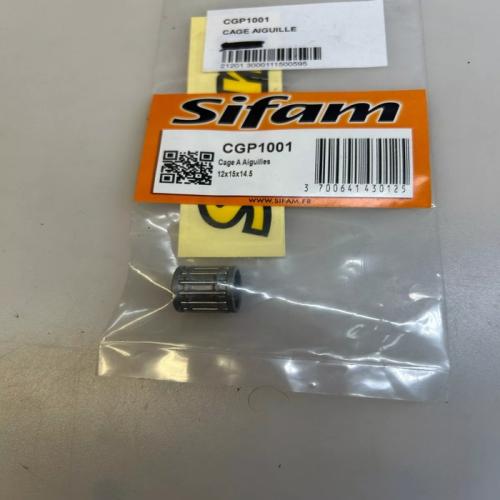 CGP1001
CAGE AIGUILLE
21201 3000111500595
Sifam
CGP1001
Cage A Aiguilles
12x15x14.5
3 700641 430125
WWW.SIFAM.FR
S